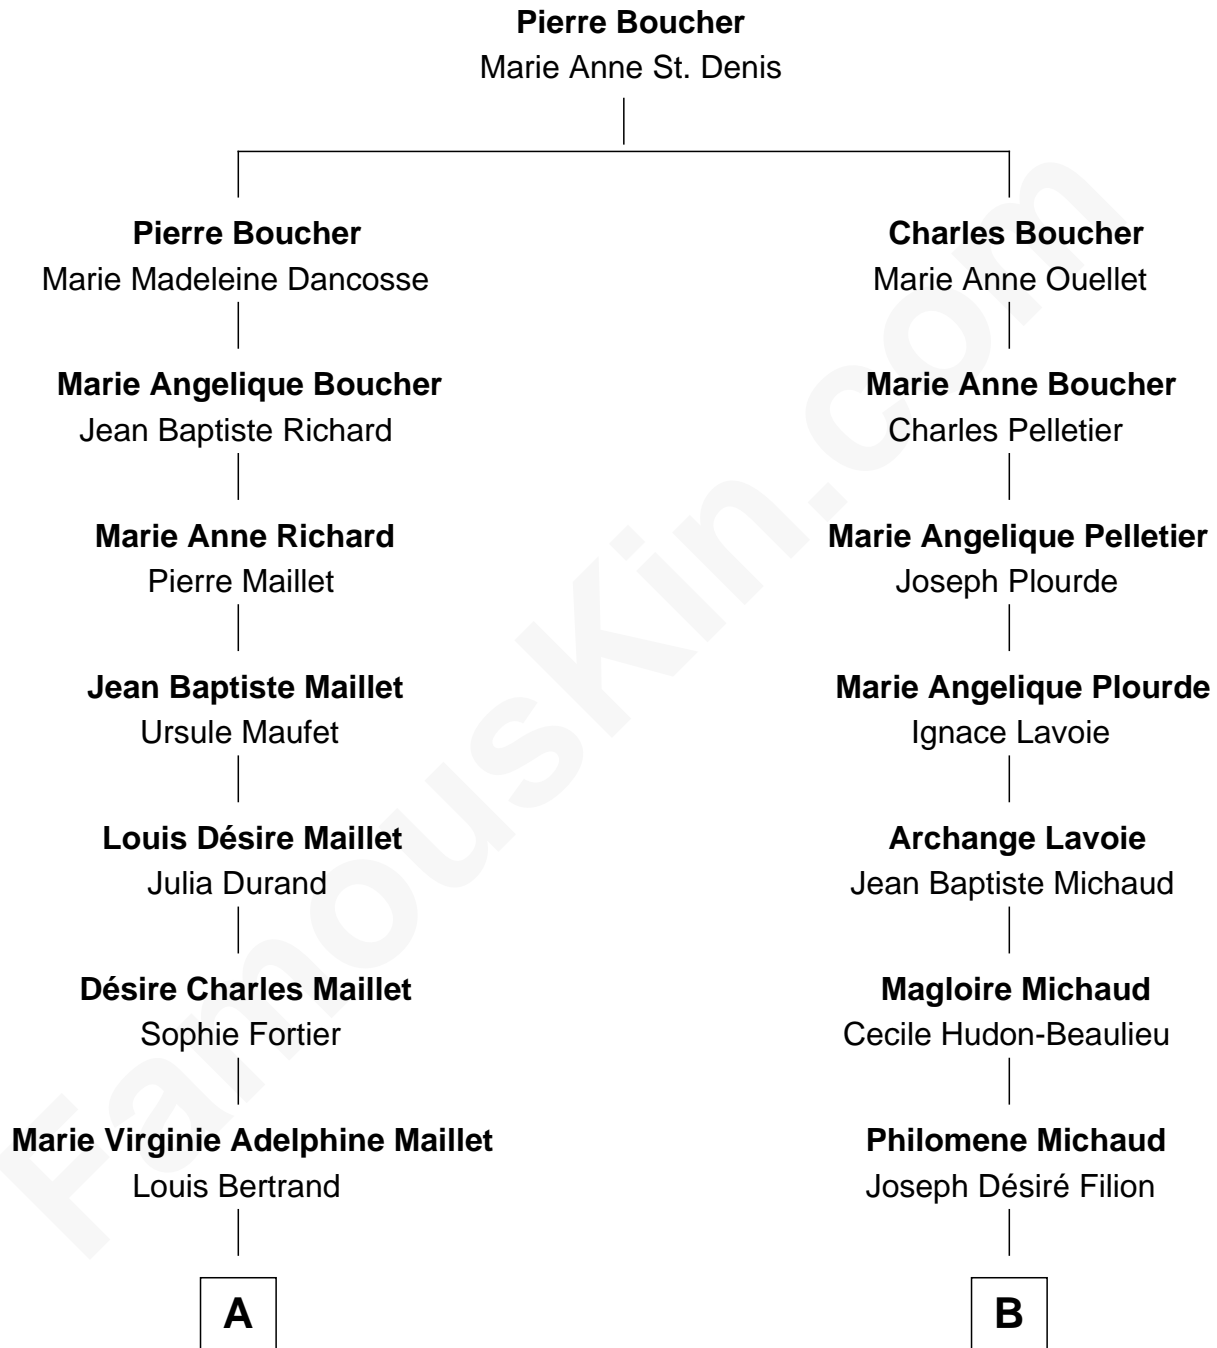 Pierre Boucher
Marie Anne St. Denis
Pierre Boucher
Marie Madeleine Dancosse
Charles Boucher
Marie Anne Ouellet
Marie Angelique Boucher
Jean Baptiste Richard
Marie Anne Boucher
Charles Pelletier
Marie Anne Richard
Pierre Maillet
Marie Angelique Pelletier
Joseph Plourde
Jean Baptiste Maillet
Ursule Maufet
Marie Angelique Plourde
Ignace Lavoie
Louis Désire Maillet
Julia Durand
Archange Lavoie
Jean Baptiste Michaud
Désire Charles Maillet
Sophie Fortier
Magloire Michaud
Cecile Hudon-Beaulieu
Marie Virginie Adelphine Maillet
Louis Bertrand
Philomene Michaud
Joseph Désiré Filion
A
B
FamousKin.com